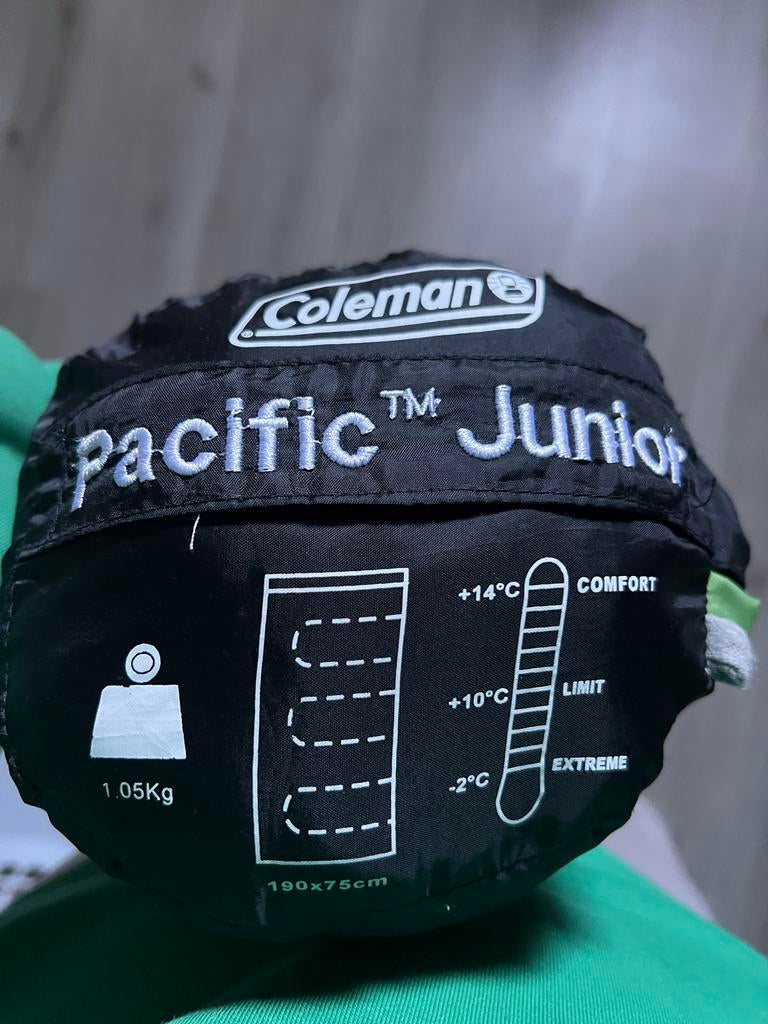 Coleman ®
Pacific™ Junior
+14°C COMFORT
+10°C LIMIT
-2°C EXTREME
1.05Kg
190x75cm